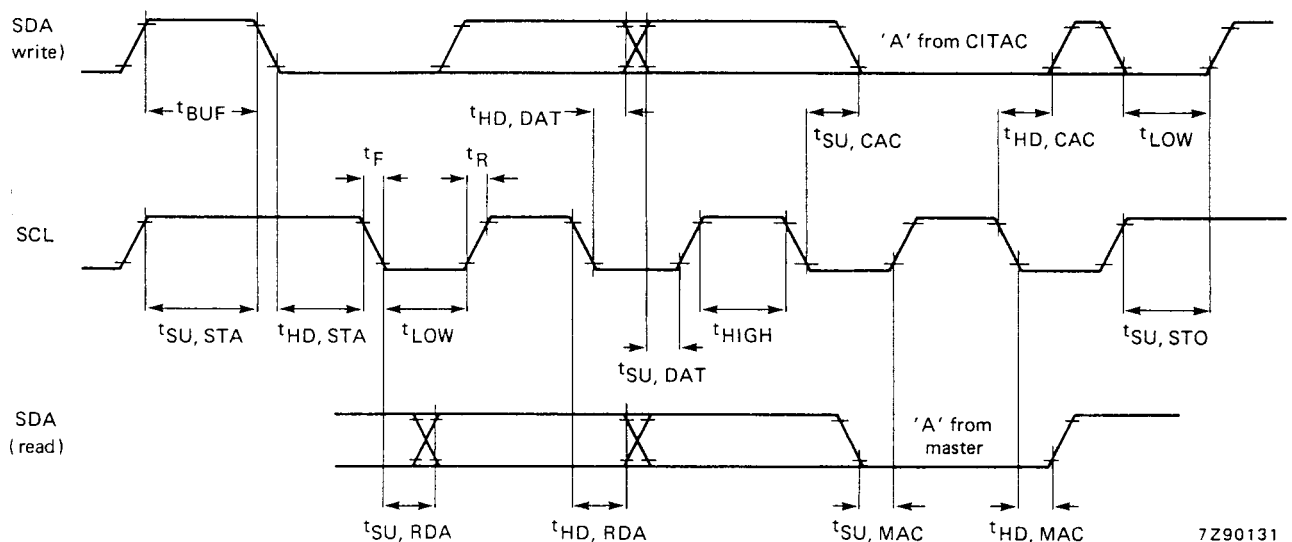 SDA
write)
'A' from CITAC
tBUF
tHD, DAT
tSU, CAC
tHD, CAC
tLOW
tF
tR
SCL
tSU, STA
tHD, STA
tLOW
tHIGH
tSU, STO
tSU, DAT
SDA
(read)
'A' from
master
tSU, RDA
tHD, RDA
tSU, MAC
tHD, MAC
7Z90131